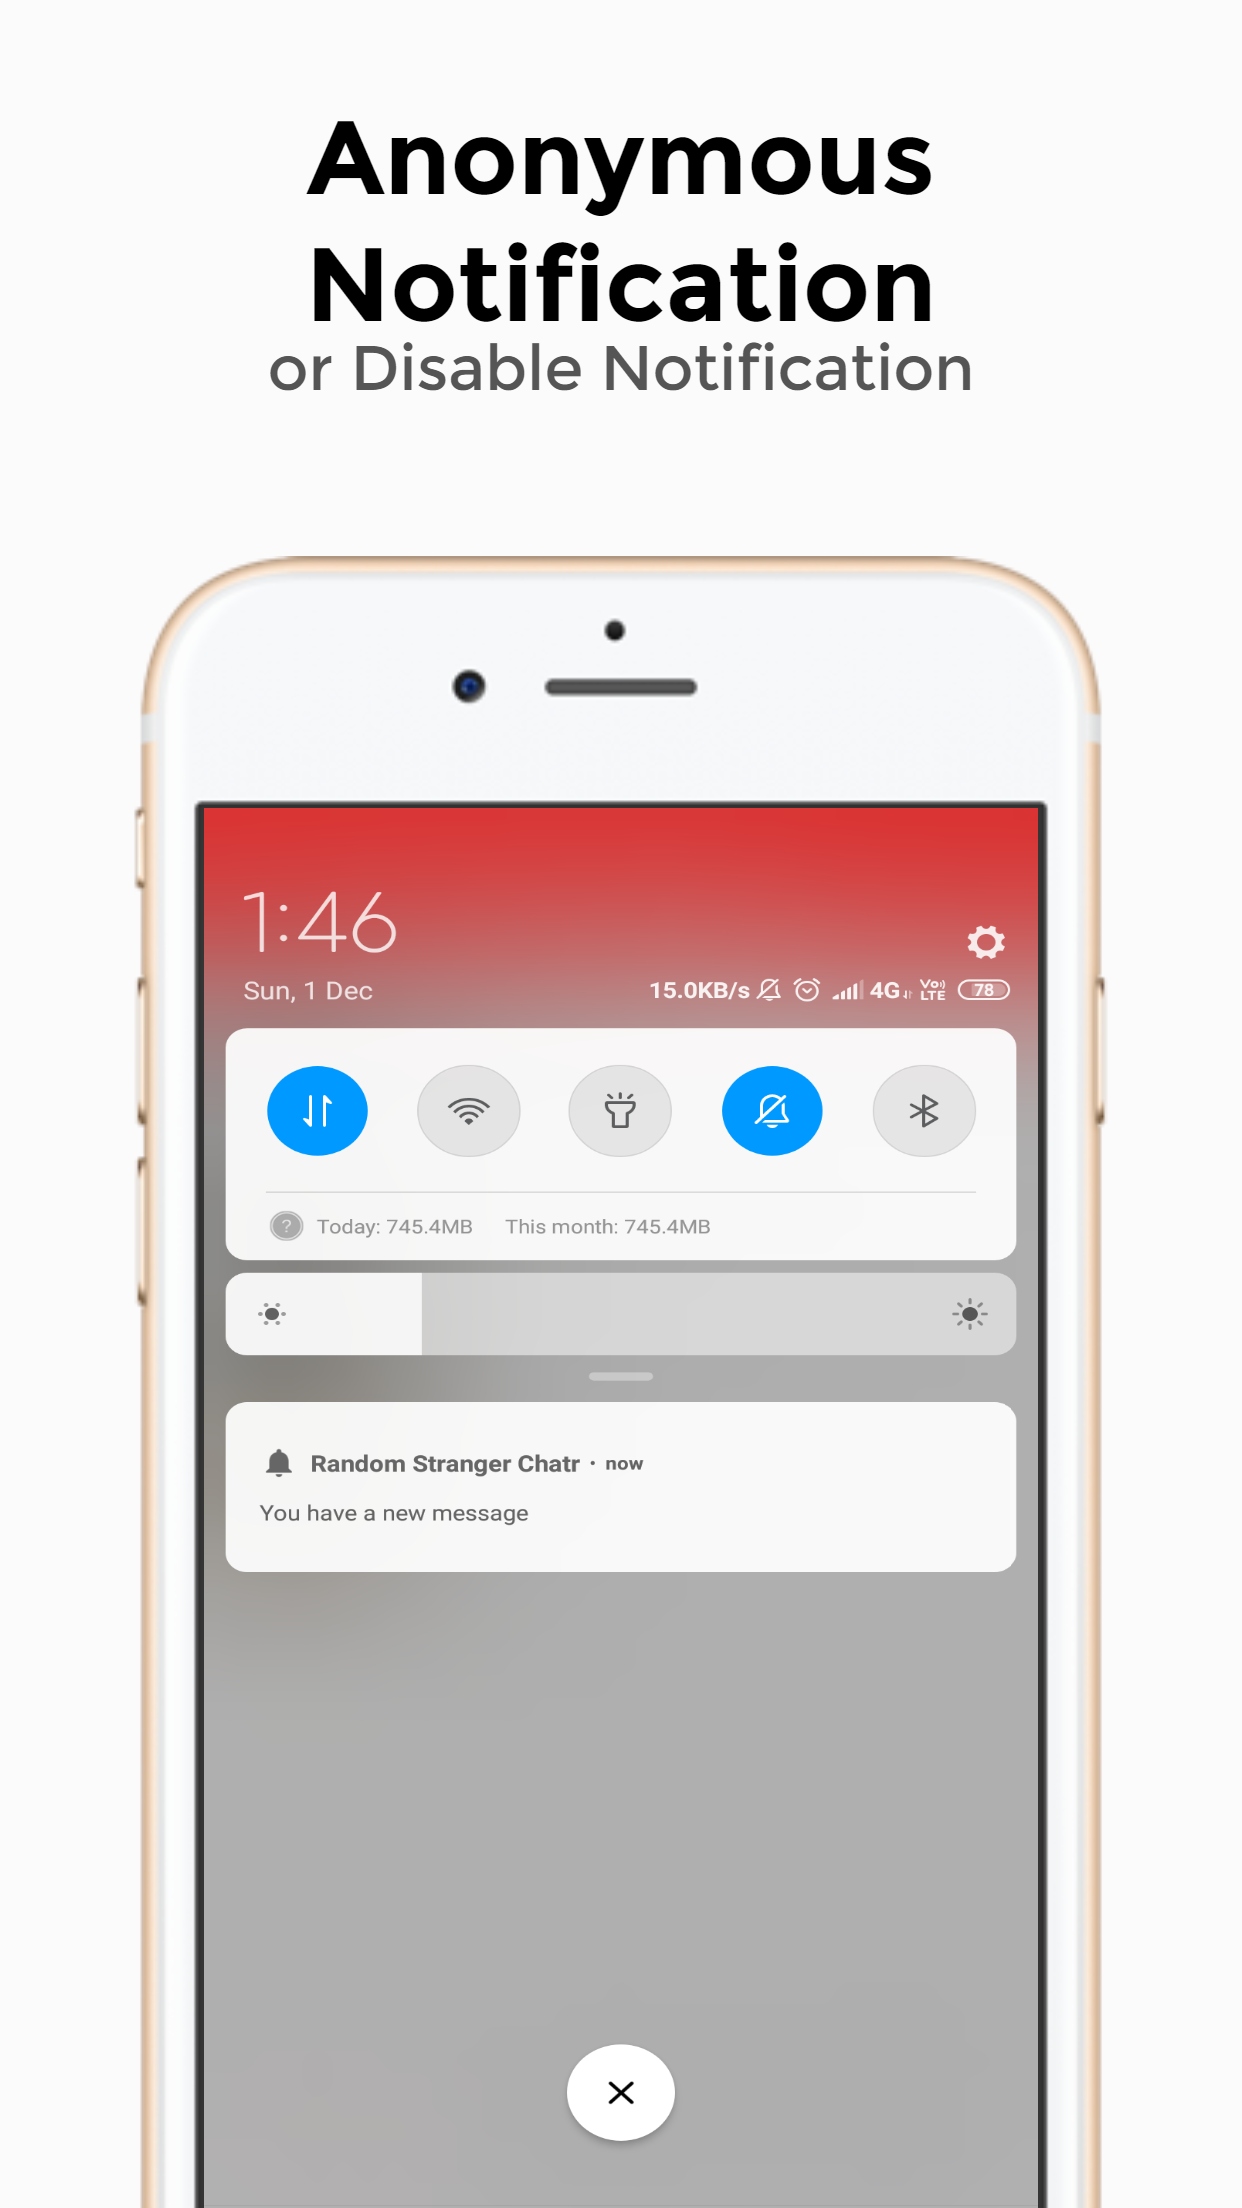 Anonymous
Notification
or Disable Notification
1:46
Sun, 1 Dec
15.0KB/s 4G Vo LTE 78
? Today: 745.4MB This month: 745.4MB
Random Stranger Chatr · now
You have a new message